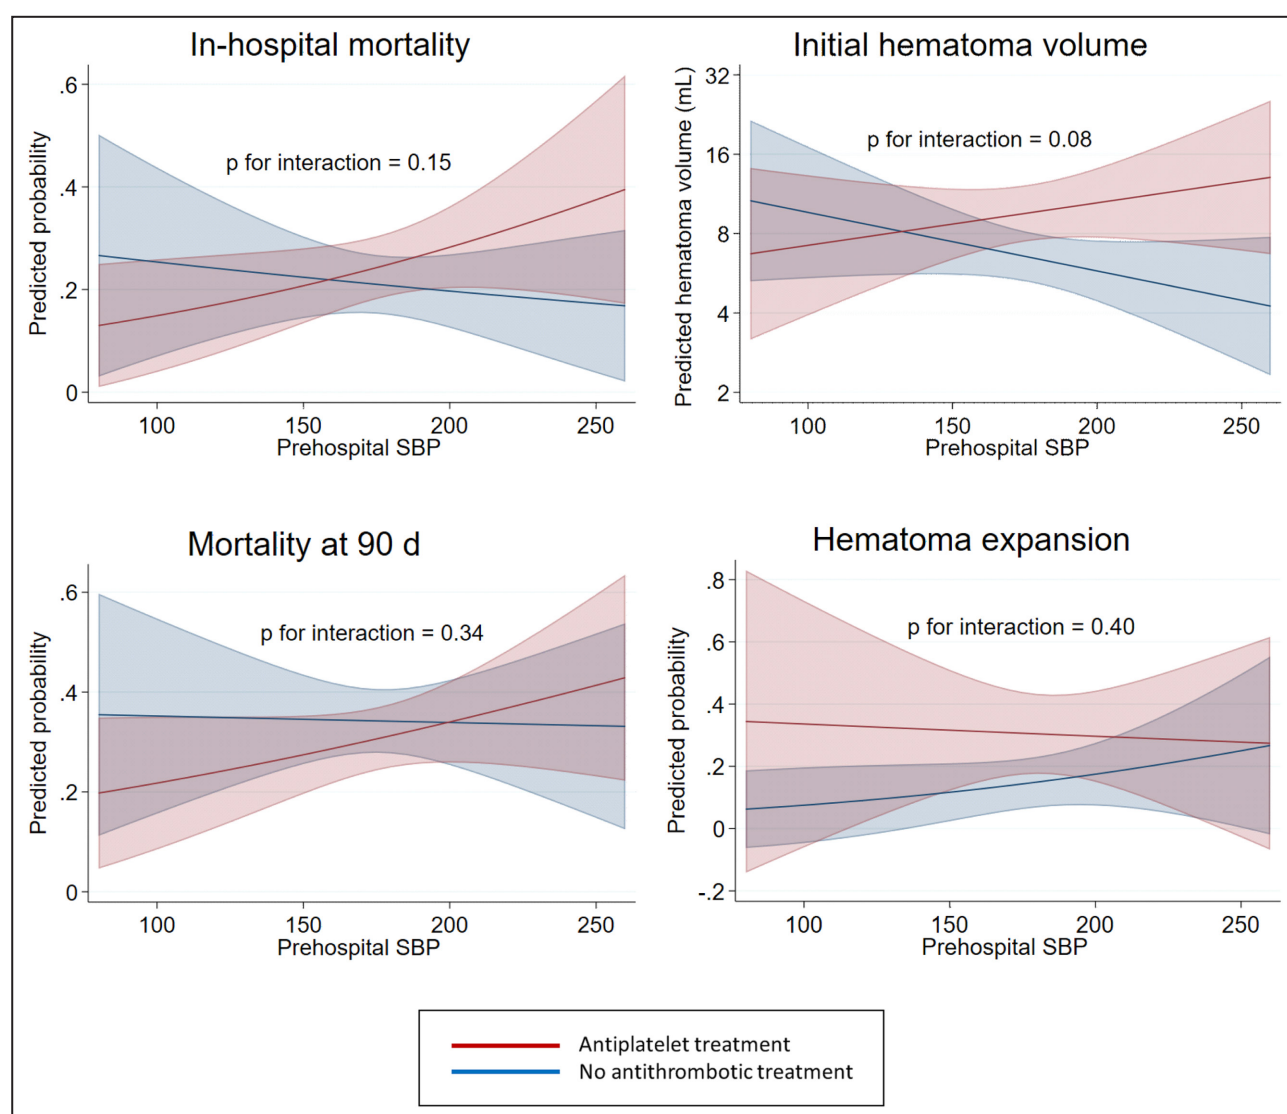 In-hospital mortality
Predicted probability
.6
.4
.2
0
p for interaction = 0.15
100 150 200 250
Prehospital SBP
Initial hematoma volume
Predicted hematoma volume (mL)
32
16
8
4
2
p for interaction = 0.08
100 150 200 250
Prehospital SBP
Mortality at 90 d
Predicted probability
.6
.4
.2
0
p for interaction = 0.34
100 150 200 250
Prehospital SBP
Hematoma expansion
Predicted probability
.8
.6
.4
.2
0
-.2
p for interaction = 0.40
100 150 200 250
Prehospital SBP
Antiplatelet treatment
No antithrombotic treatment